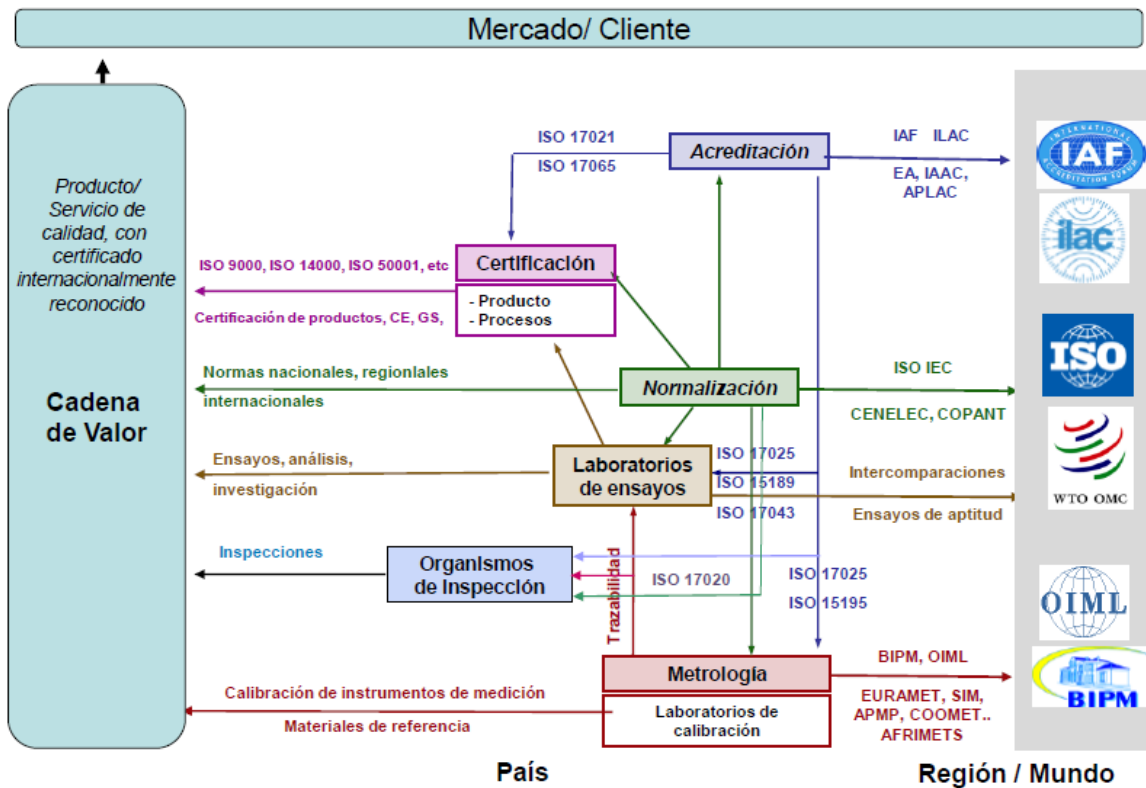 Mercado/ Cliente
Producto/
Servicio de
calidad, con
certificado
internacionalmente
reconocido
Cadena
de Valor
ISO 17021
ISO 17065
Acreditación
IAF ILAC
EA, IAAC,
APLAC
ISO 9000, ISO 14000, ISO 50001, etc
Certificación de productos, CE, GS,
Certificación
- Producto
- Procesos
Normas nacionales, regionlales
internacionales
Normalización
ISO IEC
CENELEC, COPANT
Ensayos, análisis,
investigación
Laboratorios
de ensayos
ISO 17025
ISO 15189
ISO 17043
Intercomparaciones
Ensayos de aptitud
Inspecciones
Organismos
de Inspección
Trazabilidad
ISO 17020
ISO 17025
ISO 15195
Calibración de instrumentos de medición
Materiales de referencia
Metrología
Laboratorios de
calibración
BIPM, OIML
EURAMET, SIM,
APMP, COOMET..
AFRIMETS
INTERNATIONAL
IAF
ACCREDITATION FORUM
ilac
ISO
WTO OMC
OIML
BIPM
País
Región / Mundo